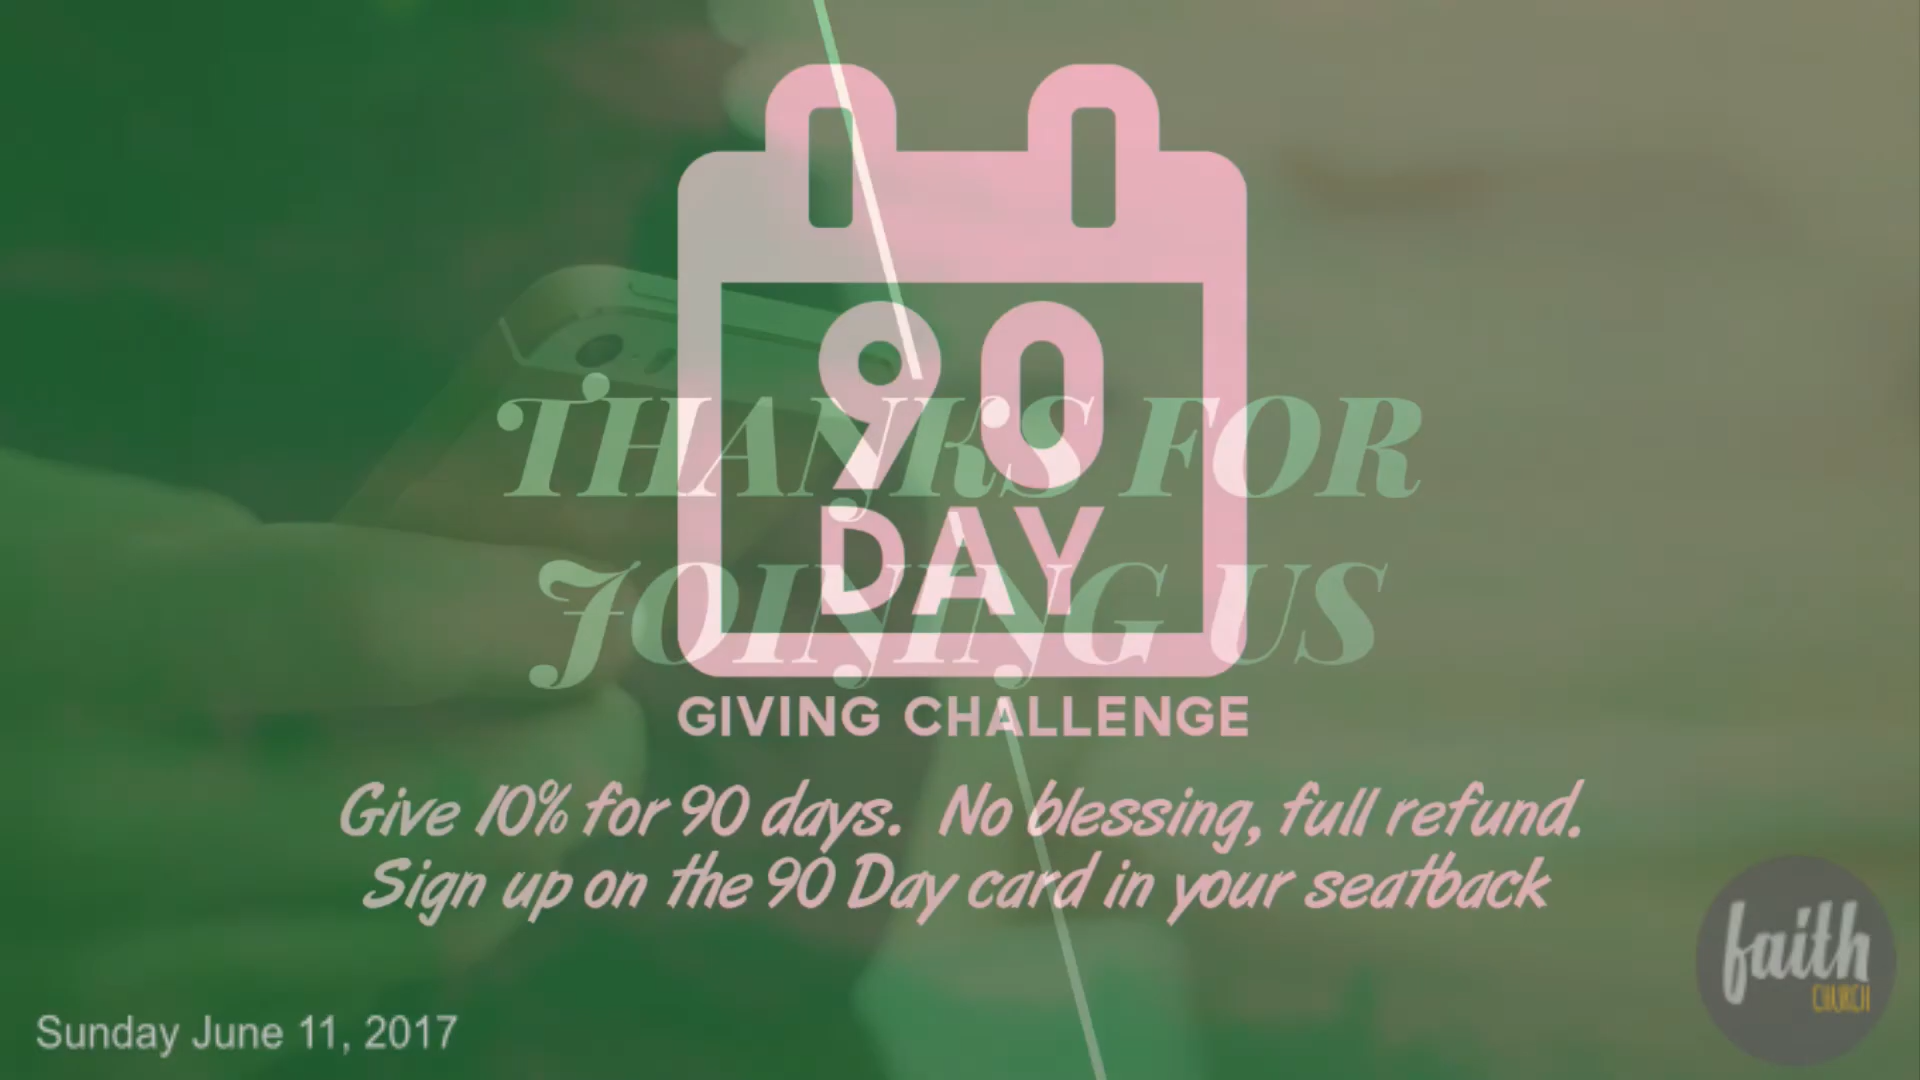 90
DAY
THANKS FOR
JOINING US
GIVING CHALLENGE
Give 10% for 90 days. No blessing, full refund.
Sign up on the 90 Day card in your seatback
faith
CHURCH
Sunday June 11, 2017